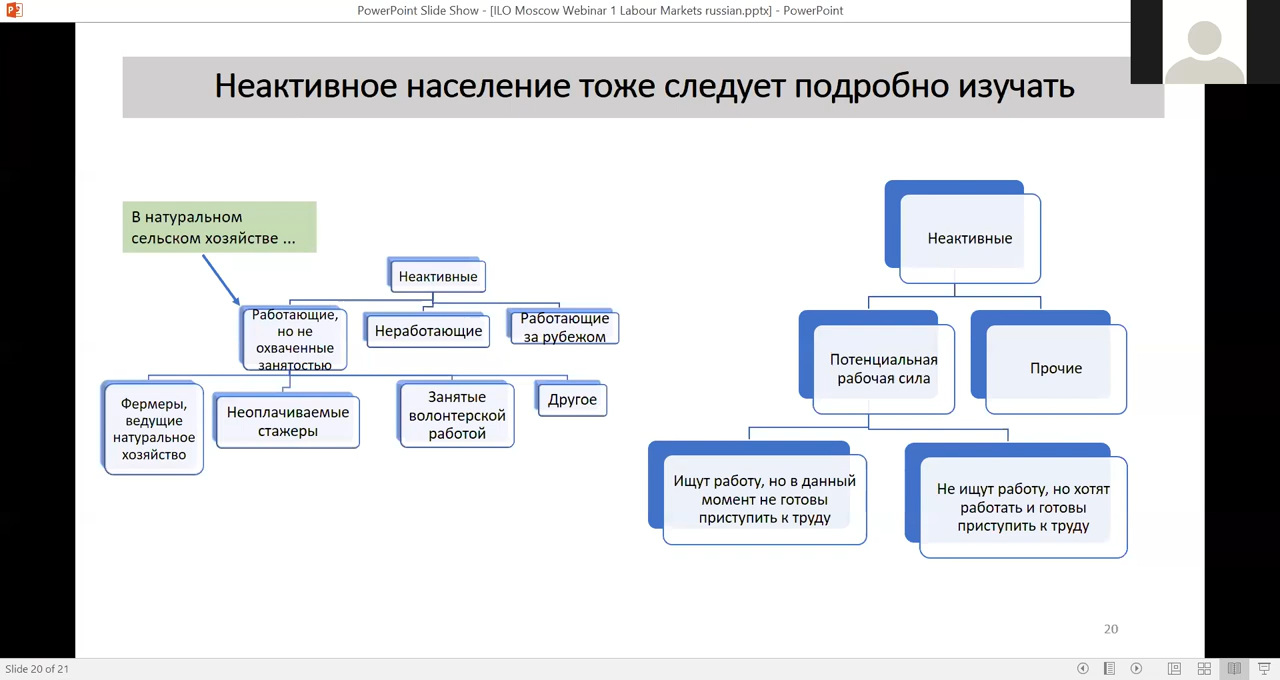 PowerPoint Slide Show - [ILO Moscow Webinar 1 Labour Markets russian.pptx] - PowerPoint
Неактивное население тоже следует подробно изучать
В натуральном
сельском хозяйстве ...
Неактивные
Работающие,
но не
охваченные
занятостью
Неработающие
Работающие
за рубежом
Фермеры,
ведущие
натуральное
хозяйство
Неоплачиваемые
стажеры
Занятые
волонтерской
работой
Другое
Неактивные
Потенциальная
рабочая сила
Прочие
Ищут работу, но в данный
момент не готовы
приступить к труду
Не ищут работу, но хотят
работать и готовы
приступить к труду
20
Slide 20 of 21